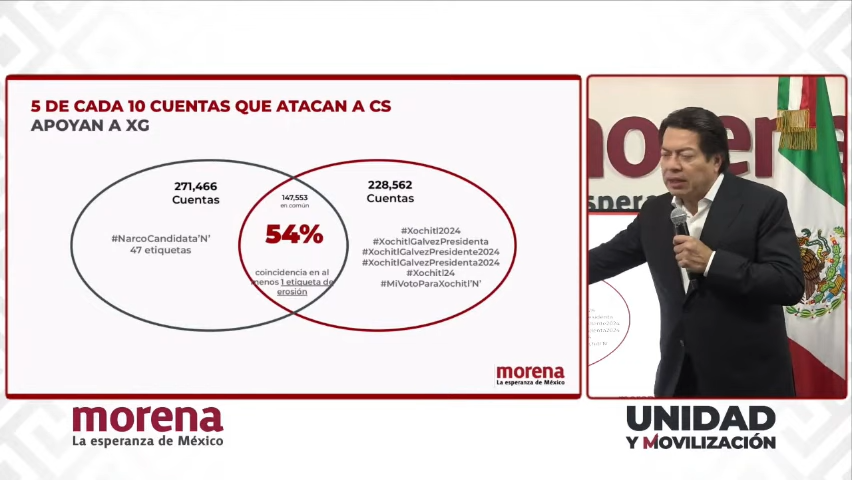 5 DE CADA 10 CUENTAS QUE ATACAN A CS
APOYAN A XG
271,466
Cuentas
#NarcoCandidata'N'
47 etiquetas
147,553
en común
54%
coincidencia en al
menos 1 etiqueta de
erosión
228,562
Cuentas
#Xochitl2024
#XochitlGalvezPresidenta
#XochitlGalvezPresidente2024
#XochitlGalvezPresidenta2024
#Xochitl24
#MiVotoParaXochitl'N'
morena
La esperanza de México
morena
La esperanza de México
UNIDAD
Y MOVILIZACIÓN